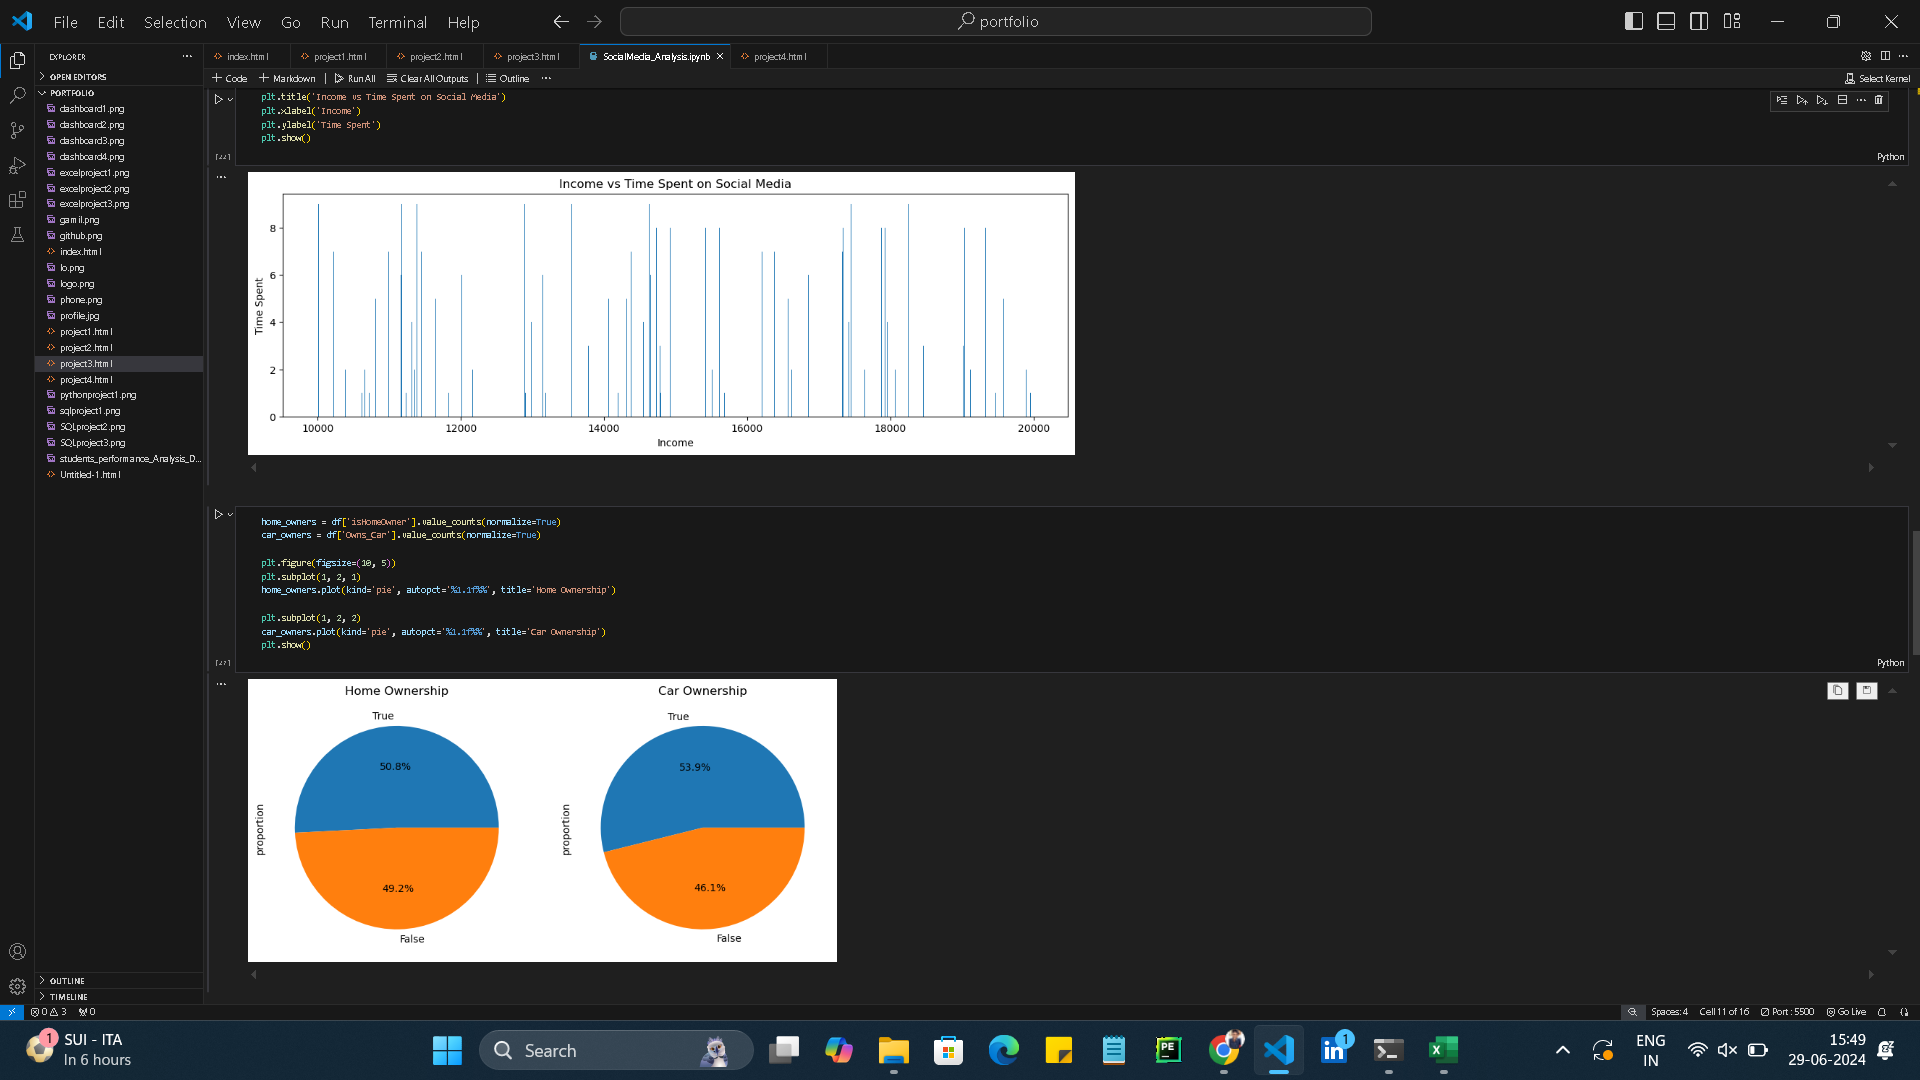 File Edit Selection View Go Run Terminal Help portfolio
EXPLORER
index.html project1.html project2.html project3.html SocialMedia_Analysis.ipynb project4.html
OPEN EDITORS
Code Markdown Run All Clear All Outputs Outline Select Kernel
PORTFOLIO
dashboard1.png
dashboard2.png
dashboard3.png
dashboard4.png
excelproject1.png
excelproject2.png
excelproject3.png
gamil.png
github.png
index.html
lo.png
logo.png
phone.png
profile.jpg
project1.html
project2.html
project3.html
project4.html
pythonproject1.png
sqlproject1.png
SQLproject2.png
SQLproject3.png
students_performance_Analysis_D...
Untitled-1.html
OUTLINE
TIMELINE
plt.title('Income vs Time Spent on Social Media')
plt.xlabel('Income')
plt.ylabel('Time Spent')
plt.show()
Python
Income vs Time Spent on Social Media
Time Spent
8
6
4
2
0
10000 12000 14000 16000 18000 20000
Income
home_owners = df['isHomeOwner'].value_counts(normalize=True)
car_owners = df['Owns_Car'].value_counts(normalize=True)
plt.figure(figsize=(10, 5))
plt.subplot(1, 2, 1)
home_owners.plot(kind='pie', autopct='%1.1f%%', title='Home Ownership')
plt.subplot(1, 2, 2)
car_owners.plot(kind='pie', autopct='%1.1f%%', title='Car Ownership')
plt.show()
Python
Home Ownership
True
50.8%
proportion
49.2%
False
Car Ownership
True
53.9%
proportion
46.1%
False
0 3 0
Spaces: 4 Cell 11 of 16 Port : 5500 Go Live
1
SUI - ITA
In 6 hours
Search
PE
1
ENG
IN
15:49
29-06-2024